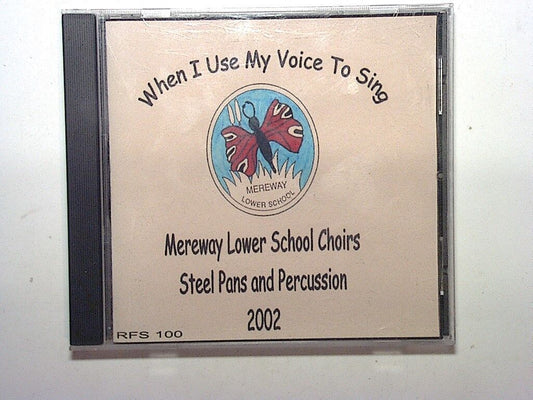 When I Use My Voice To Sing
MEREWAY
LOWER SCHOOL
Mereway Lower School Choirs
Steel Pans and Percussion
2002
RFS 100